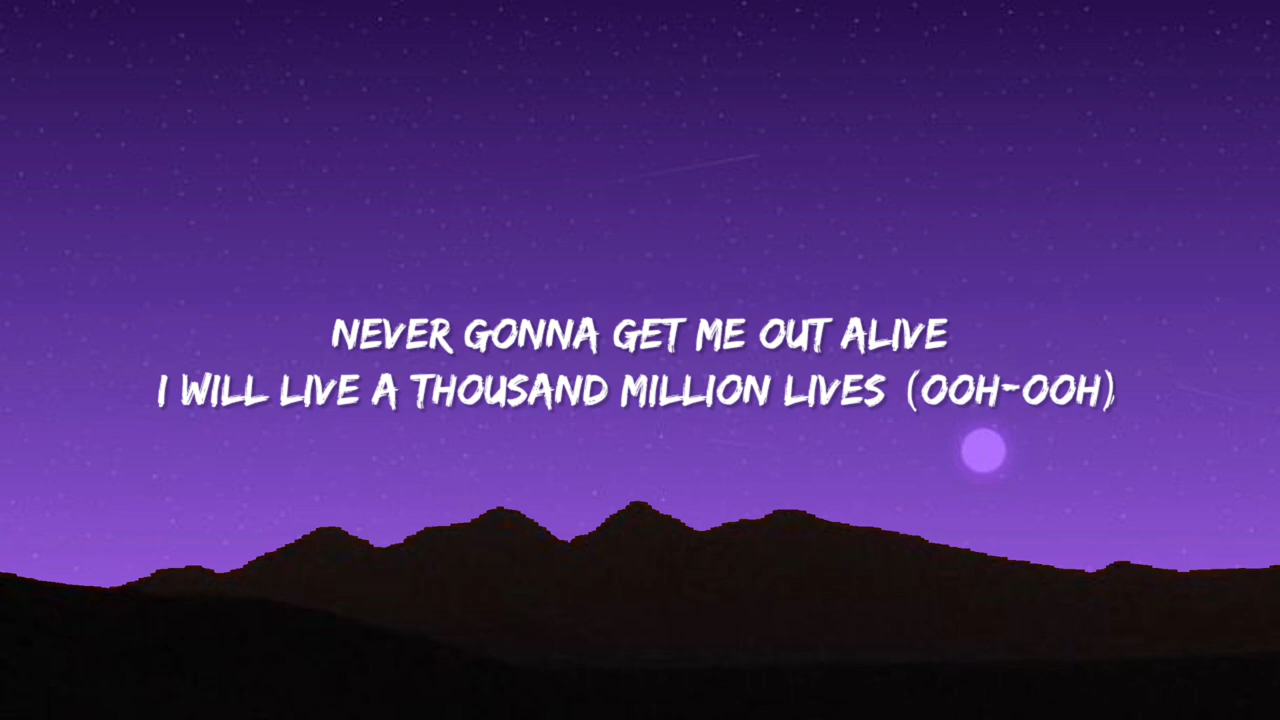 NEVER GONNA GET ME OUT ALIVE
I WILL LIVE A THOUSAND MILLION LIVES (OOH-OOH)